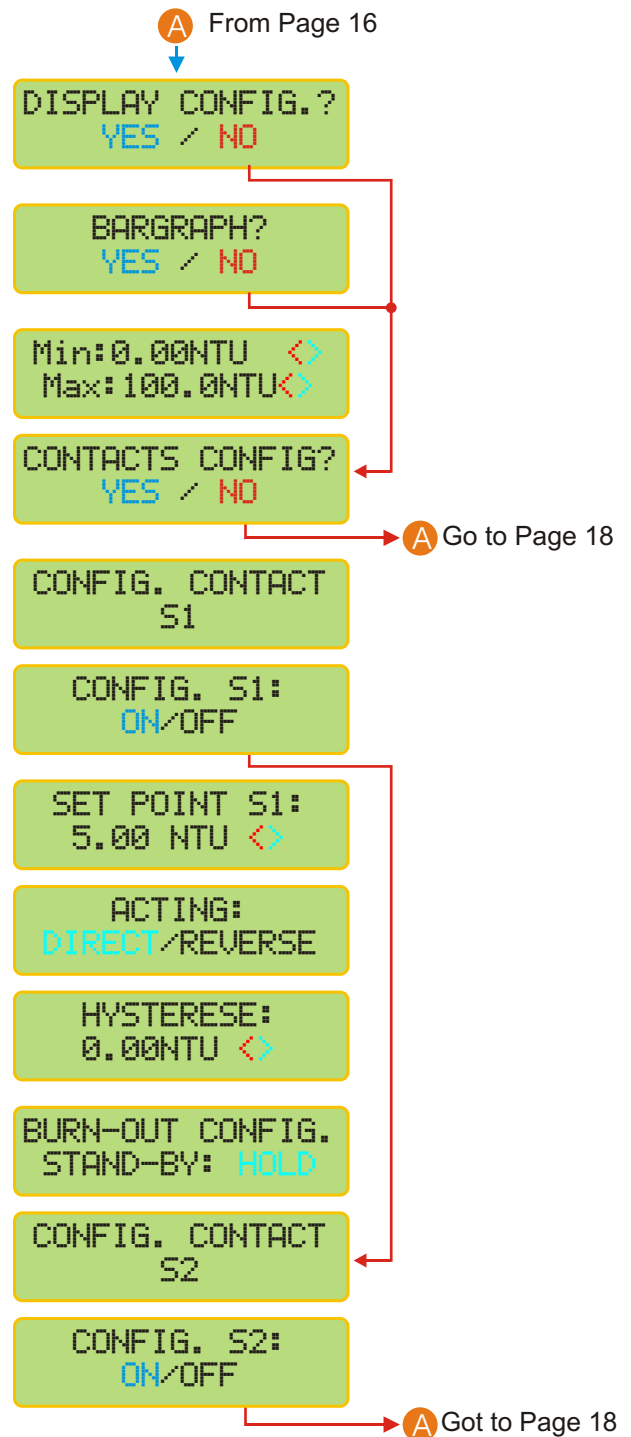 A From Page 16
DISPLAY CONFIG.?
YES / NO
BARGRAPH?
YES / NO
Min:0.00NTU <>
Max:100.0NTU<>
CONTACTS CONFIG?
YES / NO
A Go to Page 18
CONFIG. CONTACT
S1
CONFIG. S1:
ON/OFF
SET POINT S1:
5.00 NTU <>
ACTING:
DIRECT/REVERSE
HYSTERESE:
0.00NTU <>
BURN-OUT CONFIG.
STAND-BY: HOLD
CONFIG. CONTACT
S2
CONFIG. S2:
ON/OFF
A Got to Page 18